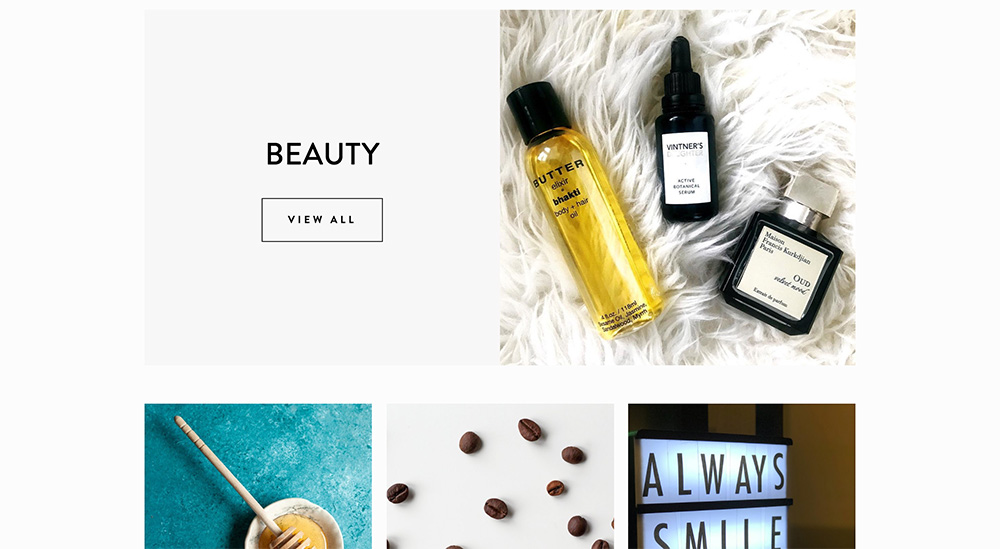 BEAUTY
VIEW ALL
BUTTER
elixir
bhakti
body + hair
oil
4 fl.oz. / 118ml
Sesame Oil, Jasmine,
Sandalwood, Myrrh
VINTNER'S
DAUGHTER
ACTIVE
BOTANICAL
SERUM
Maison
Francis Kurkdjian
Paris
OUD
velvet mood
Extrait de parfum
ALWAYS
SMILE